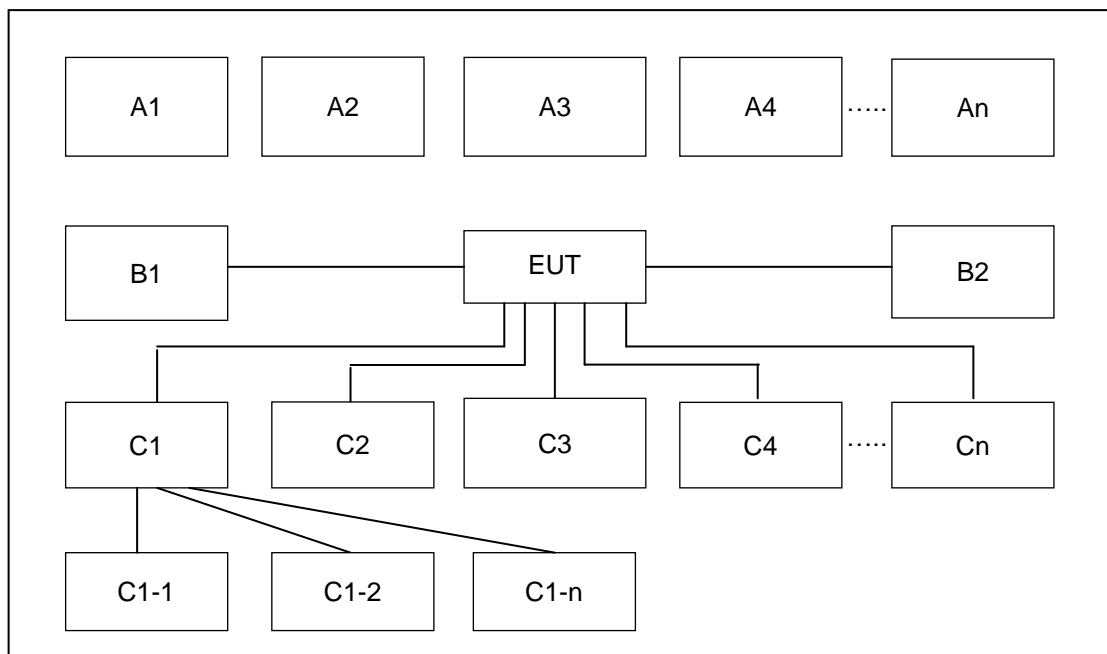 A1 A2 A3 A4 ..... An
B1 EUT B2
C1 C2 C3 C4 ..... Cn
C1-1 C1-2 C1-n